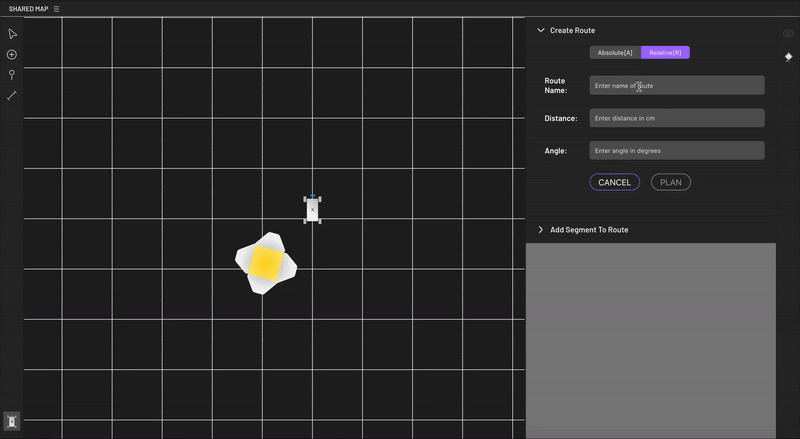 SHARED MAP
Create Route
Absolute[A] Relative[R]
Route Name:
Enter name of route
Distance:
Enter distance in cm
Angle:
Enter angle in degrees
CANCEL PLAN
Add Segment To Route
X